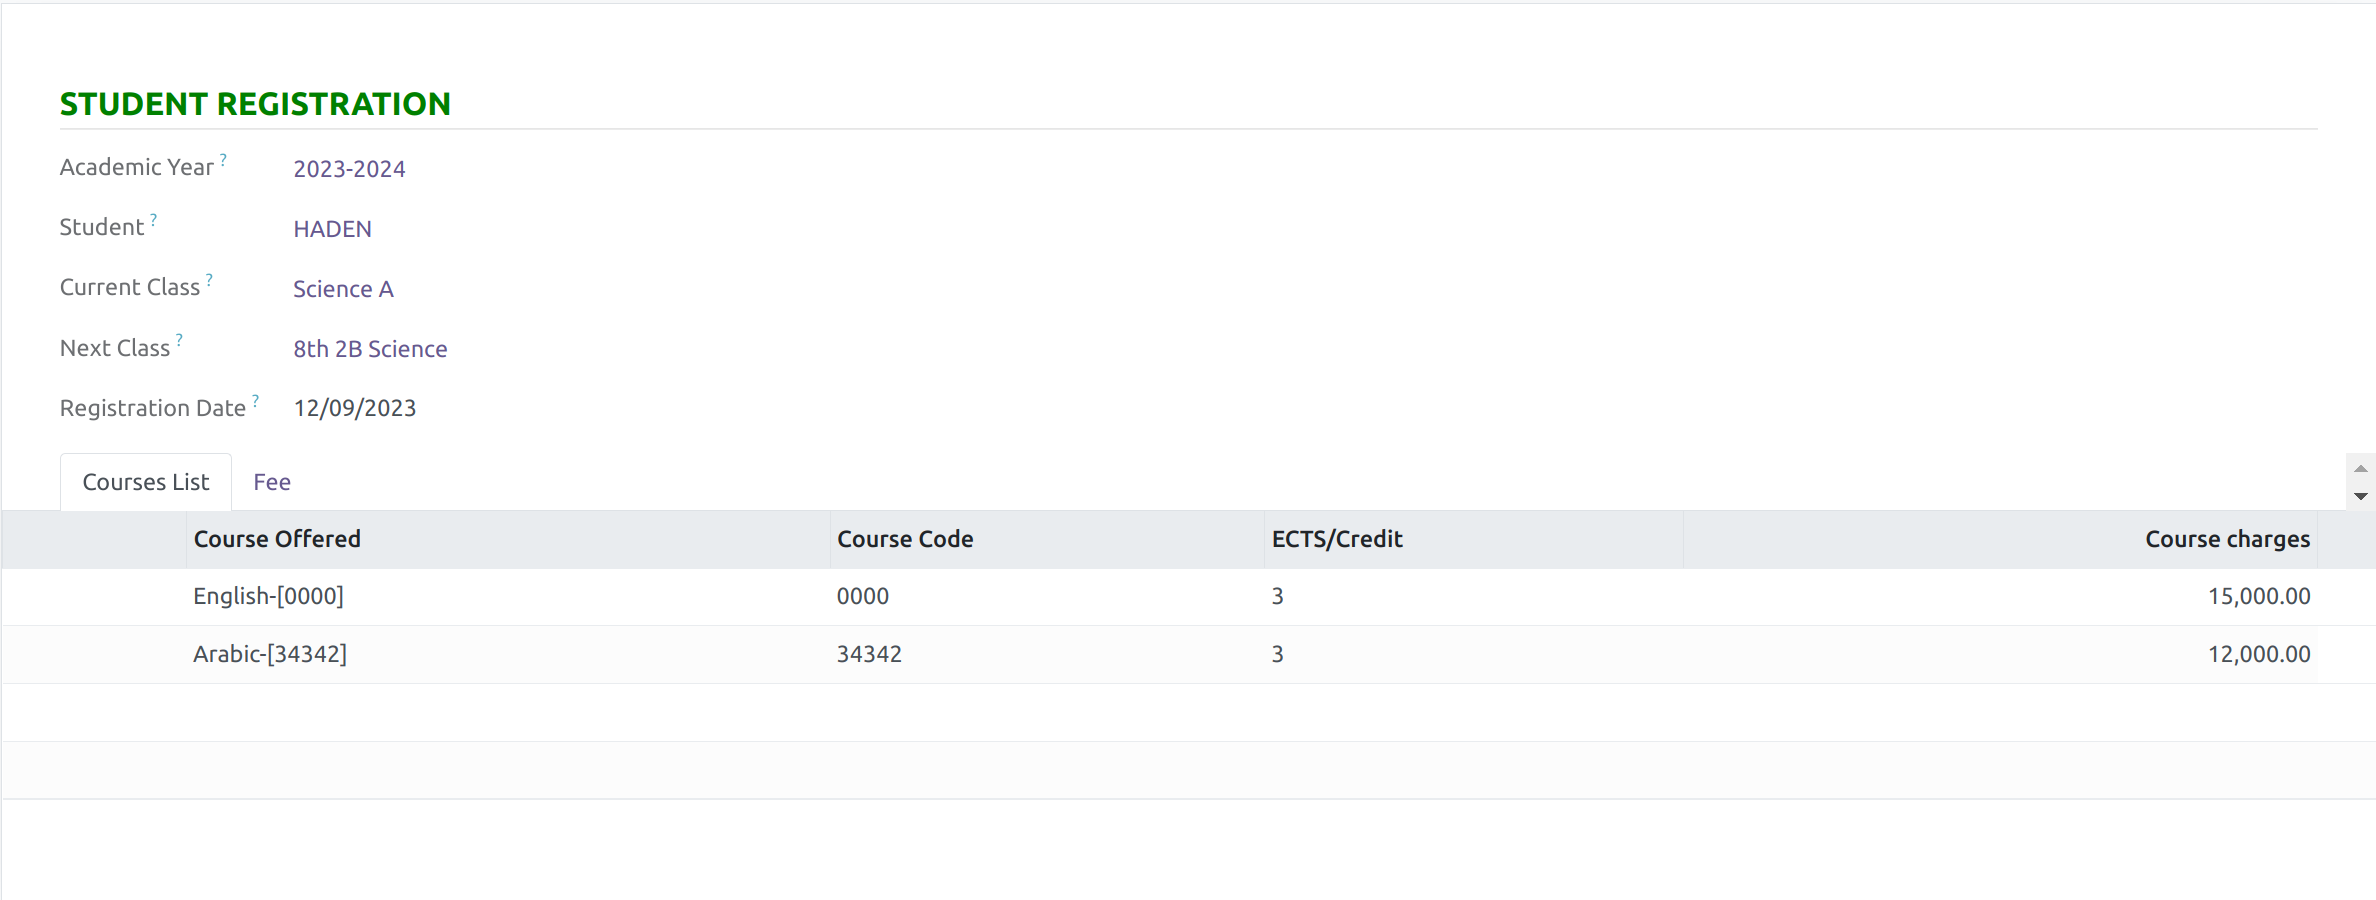 STUDENT REGISTRATION
Academic Year ? 2023-2024
Student ? HADEN
Current Class ? Science A
Next Class ? 8th 2B Science
Registration Date ? 12/09/2023
Courses List Fee
Course Offered Course Code ECTS/Credit Course charges
English-[0000] 0000 3 15,000.00
Arabic-[34342] 34342 3 12,000.00